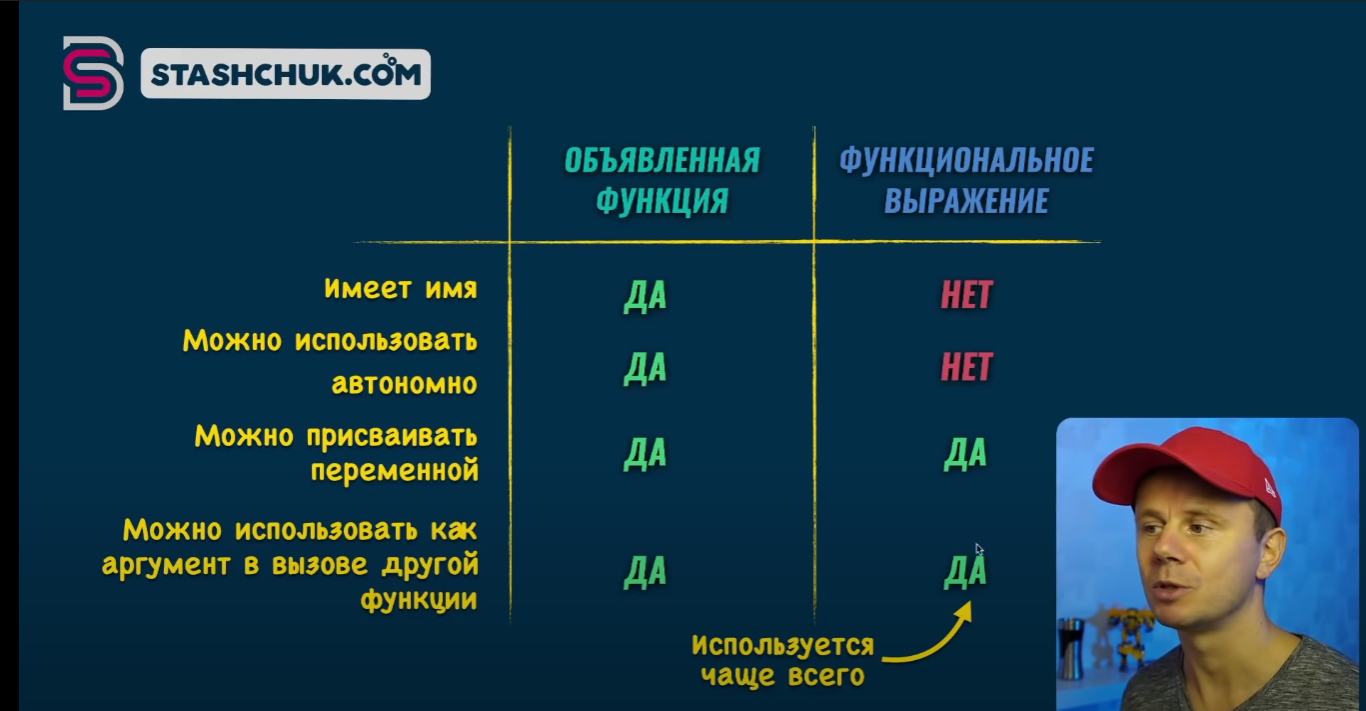 STASHCHUK.COM
ОБЪЯВЛЕННАЯ
ФУНКЦИЯ
ФУНКЦИОНАЛЬНОЕ
ВЫРАЖЕНИЕ
Имеет имя
ДА
НЕТ
Можно использовать
автономно
ДА
НЕТ
Можно присваивать
переменной
ДА
ДА
Можно использовать как
аргумент в вызове другой
функции
ДА
ДА
Используется
чаще всего